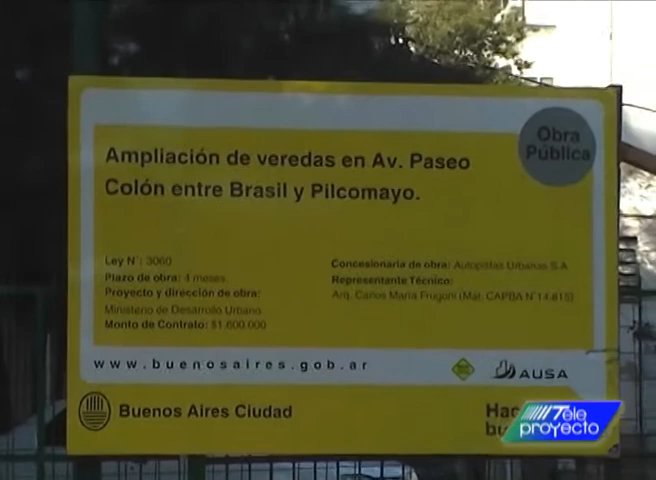 Obra
Pública
Ampliación de veredas en Av. Paseo
Colón entre Brasil y Pilcomayo.
Ley N°: 3060
Plazo de obra: 4 meses
Proyecto y dirección de obra:
Ministerio de Desarrollo Urbano
Monto de Contrato: $1.600.000
Concesionaria de obra: Autopistas Urbanas S.A
Representante Técnico:
Arq. Carlos María Frugoni (Mat. CAPBA N°14.815)
www.buenosaires.gob.ar
AUSA
Buenos Aires Ciudad
Tele
proyecto